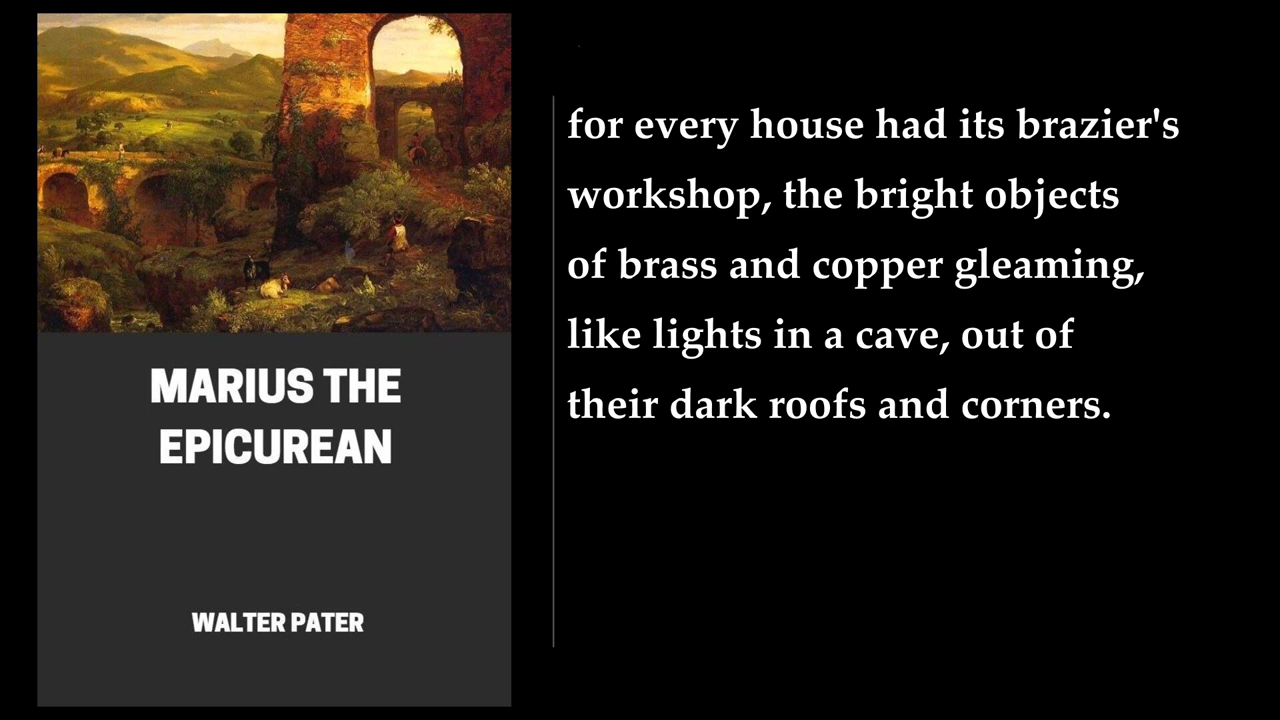 MARIUS THE
EPICUREAN
WALTER PATER
for every house had its brazier's
workshop, the bright objects
of brass and copper gleaming,
like lights in a cave, out of
their dark roofs and corners.